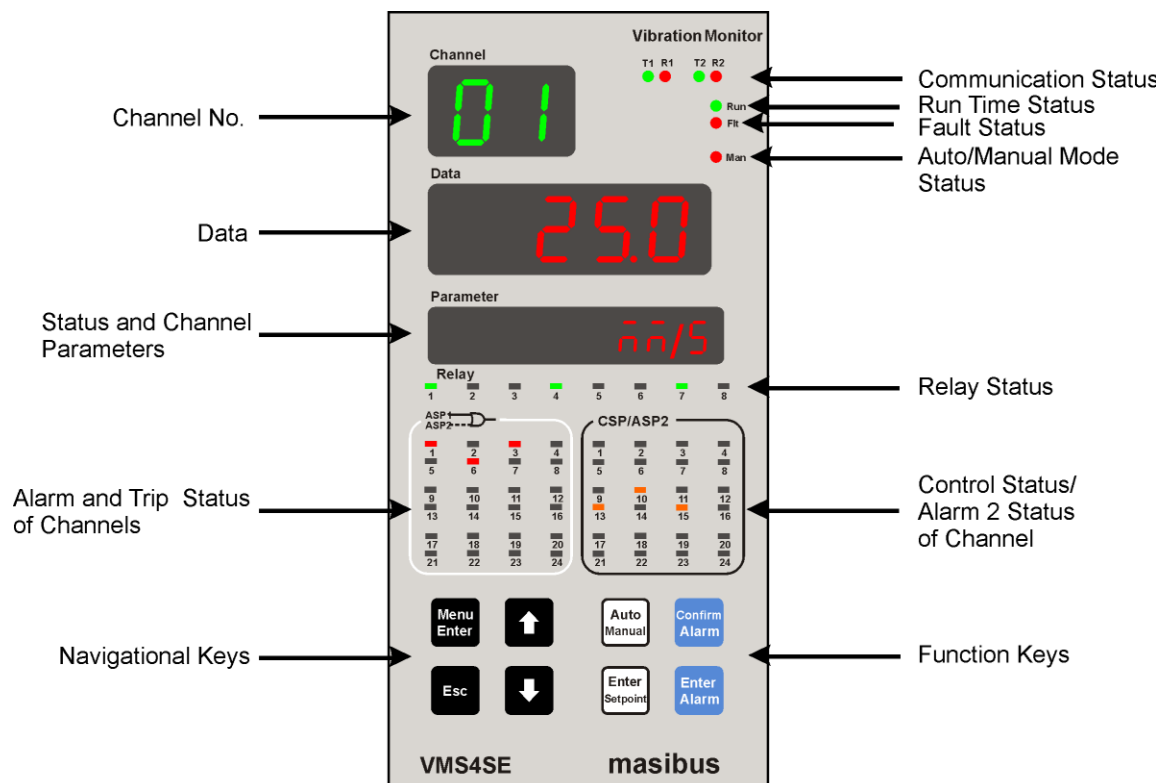 Vibration Monitor
Channel
T1 R1 T2 R2
01
Run
Flt
Man
Data
25.0
Parameter
mm/s
Relay
1 2 3 4 5 6 7 8
ASP1
ASP2
CSP/ASP2
1 2 3 4
5 6 7 8
9 10 11 12
13 14 15 16
17 18 19 20
21 22 23 24
1 2 3 4
5 6 7 8
9 10 11 12
13 14 15 16
17 18 19 20
21 22 23 24
Menu
Enter
Auto
Manual
Confirm
Alarm
Esc
Enter
Setpoint
Enter
Alarm
VMS4SE
masibus
Channel No.
Data
Status and Channel
Parameters
Alarm and Trip Status
of Channels
Navigational Keys
Communication Status
Run Time Status
Fault Status
Auto/Manual Mode
Status
Relay Status
Control Status/
Alarm 2 Status
of Channel
Function Keys